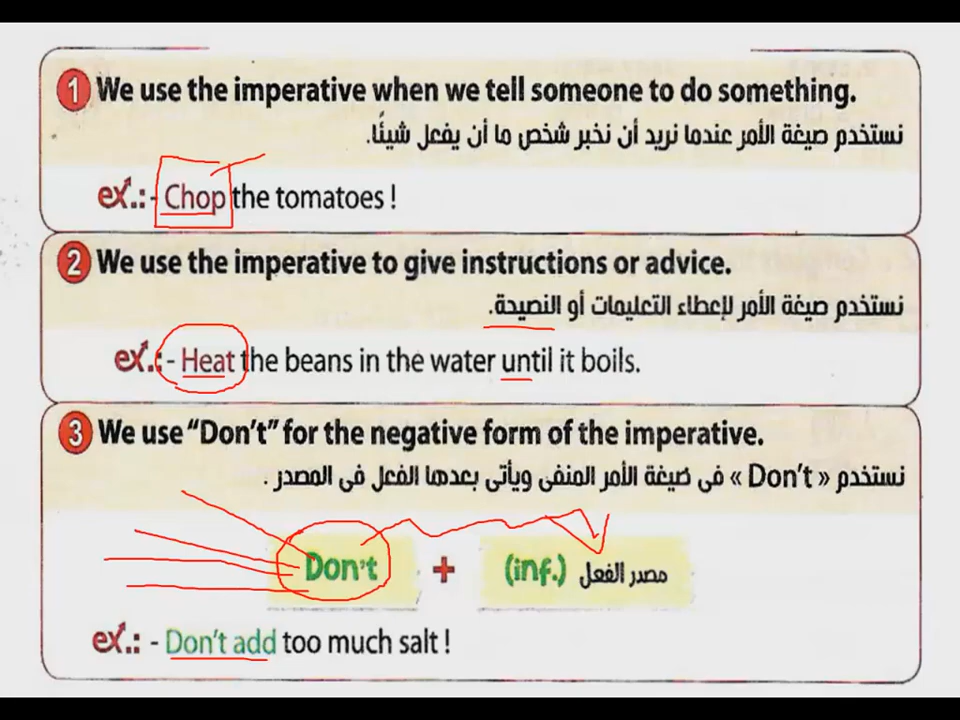 1 We use the imperative when we tell someone to do something.
نستخدم صيغة الأمر عندما نريد أن نخبر شخص ما أن يفعل شيئًا.
ex.: - Chop the tomatoes !
2 We use the imperative to give instructions or advice.
نستخدم صيغة الأمر لإعطاء التعليمات أو النصيحة.
ex.: - Heat the beans in the water until it boils.
3 We use “Don’t” for the negative form of the imperative.
نستخدم « Don’t » فى صيغة الأمر المنفى ويأتى بعدها الفعل فى المصدر .
Don’t + (inf.) مصدر الفعل
ex.: - Don’t add too much salt !